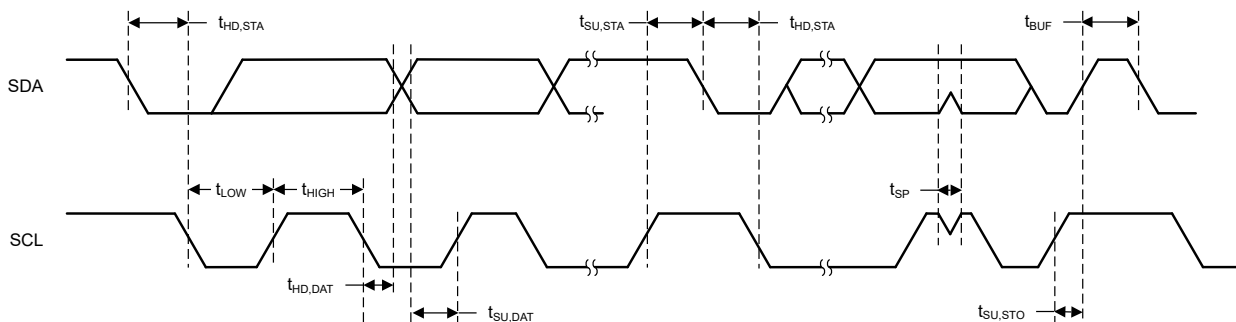 tHD,STA
tSU,STA
tHD,STA
tBUF
SDA
tLOW
tHIGH
tSP
SCL
tHD,DAT
tSU,DAT
tSU,STO